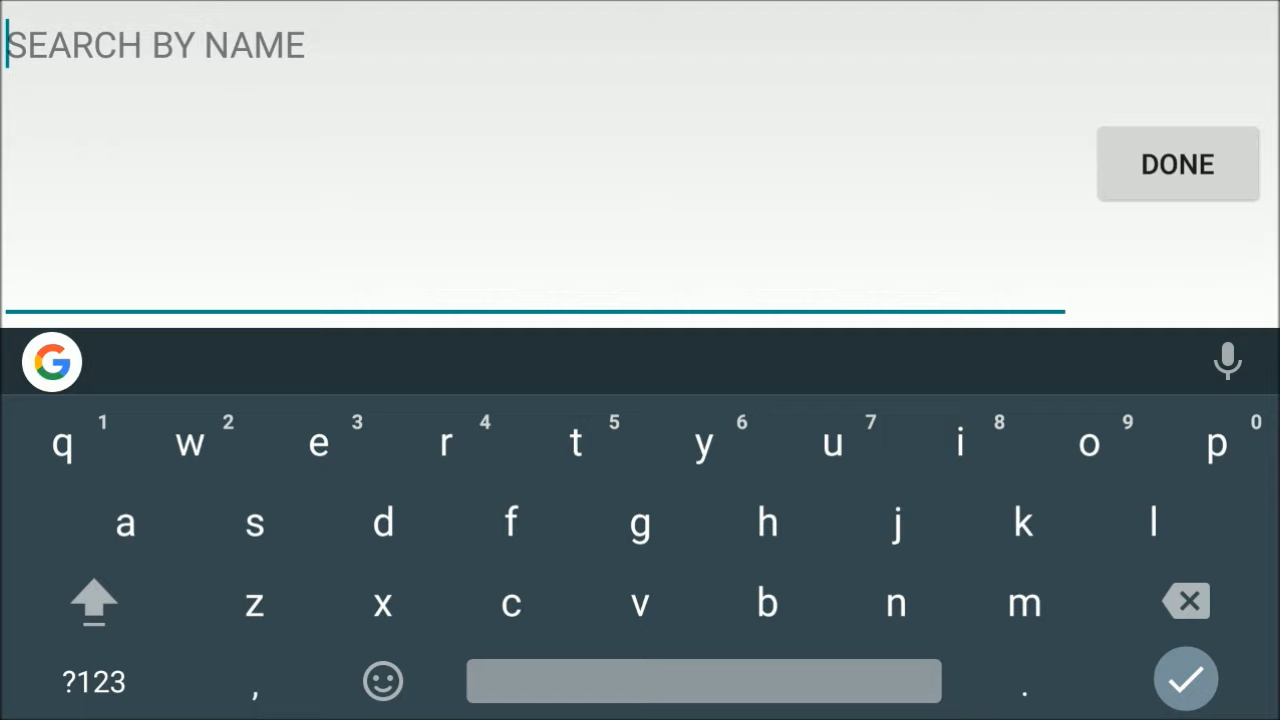 SEARCH BY NAME
DONE
G
1 2 3 4 5 6 7 8 9 0
q w e r t y u i o p
a s d f g h j k l
z x c v b n m
?123 , .